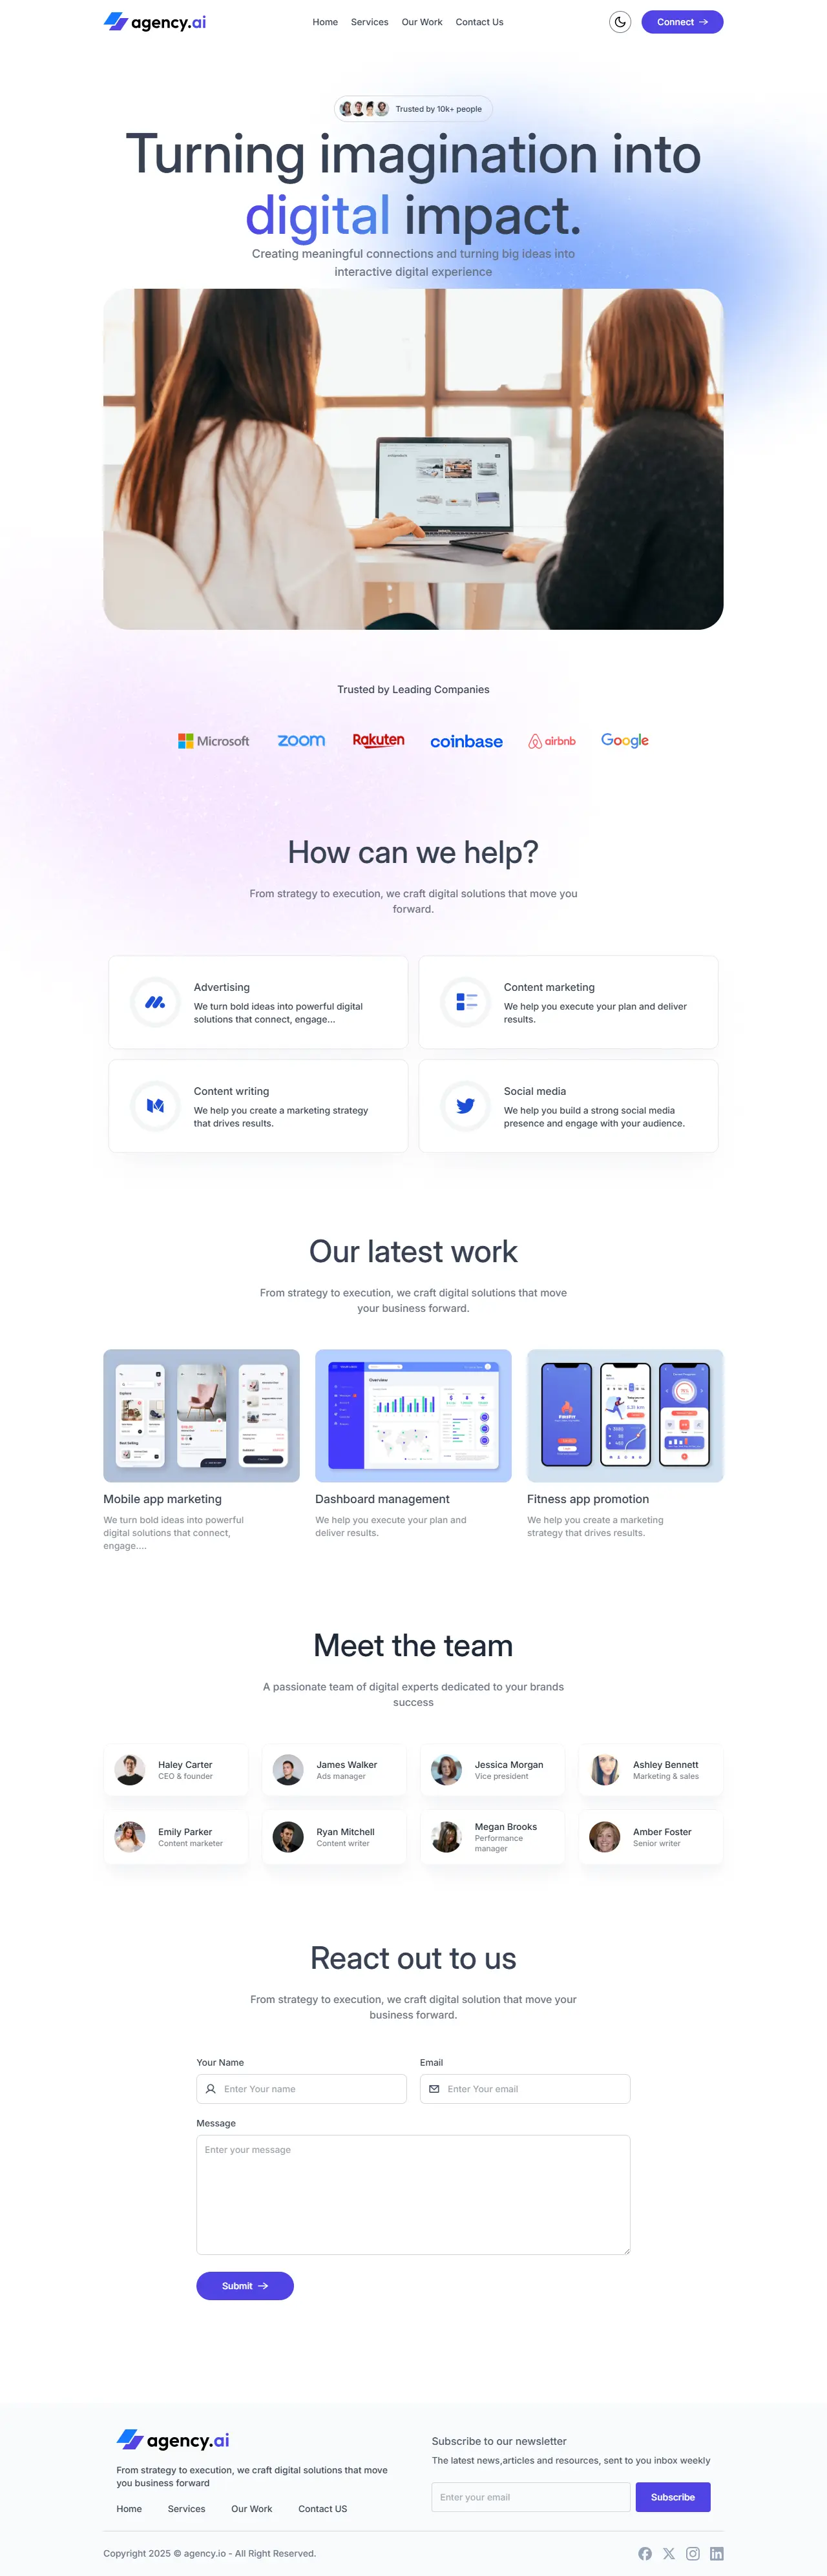 agency.ai
Home Services Our Work Contact Us
Connect
Trusted by 10k+ people
Turning imagination into
digital impact.
Creating meaningful connections and turning big ideas into
interactive digital experience
Trusted by Leading Companies
Microsoft zoom Rakuten coinbase airbnb Google
How can we help?
From strategy to execution, we craft digital solutions that move you
forward.
Advertising
We turn bold ideas into powerful digital
solutions that connect, engage...
Content marketing
We help you execute your plan and deliver
results.
Content writing
We help you create a marketing strategy
that drives results.
Social media
We help you build a strong social media
presence and engage with your audience.
Our latest work
From strategy to execution, we craft digital solutions that move
your business forward.
Explore
Best Selling
Overview
Mobile app marketing
We turn bold ideas into powerful
digital solutions that connect,
engage....
Dashboard management
We help you execute your plan and
deliver results.
Fitness app promotion
We help you create a marketing
strategy that drives results.
Meet the team
A passionate team of digital experts dedicated to your brands
success
Haley Carter
CEO & founder
James Walker
Ads manager
Jessica Morgan
Vice president
Ashley Bennett
Marketing & sales
Emily Parker
Content marketer
Ryan Mitchell
Content writer
Megan Brooks
Performance
manager
Amber Foster
Senior writer
React out to us
From strategy to execution, we craft digital solution that move your
business forward.
Your Name
Enter Your name
Email
Enter Your email
Message
Enter your message
Submit
agency.ai
From strategy to execution, we craft digital solutions that move
you business forward
Home Services Our Work Contact US
Subscribe to our newsletter
The latest news,articles and resources, sent to you inbox weekly
Enter your email
Subscribe
Copyright 2025 © agency.io - All Right Reserved.